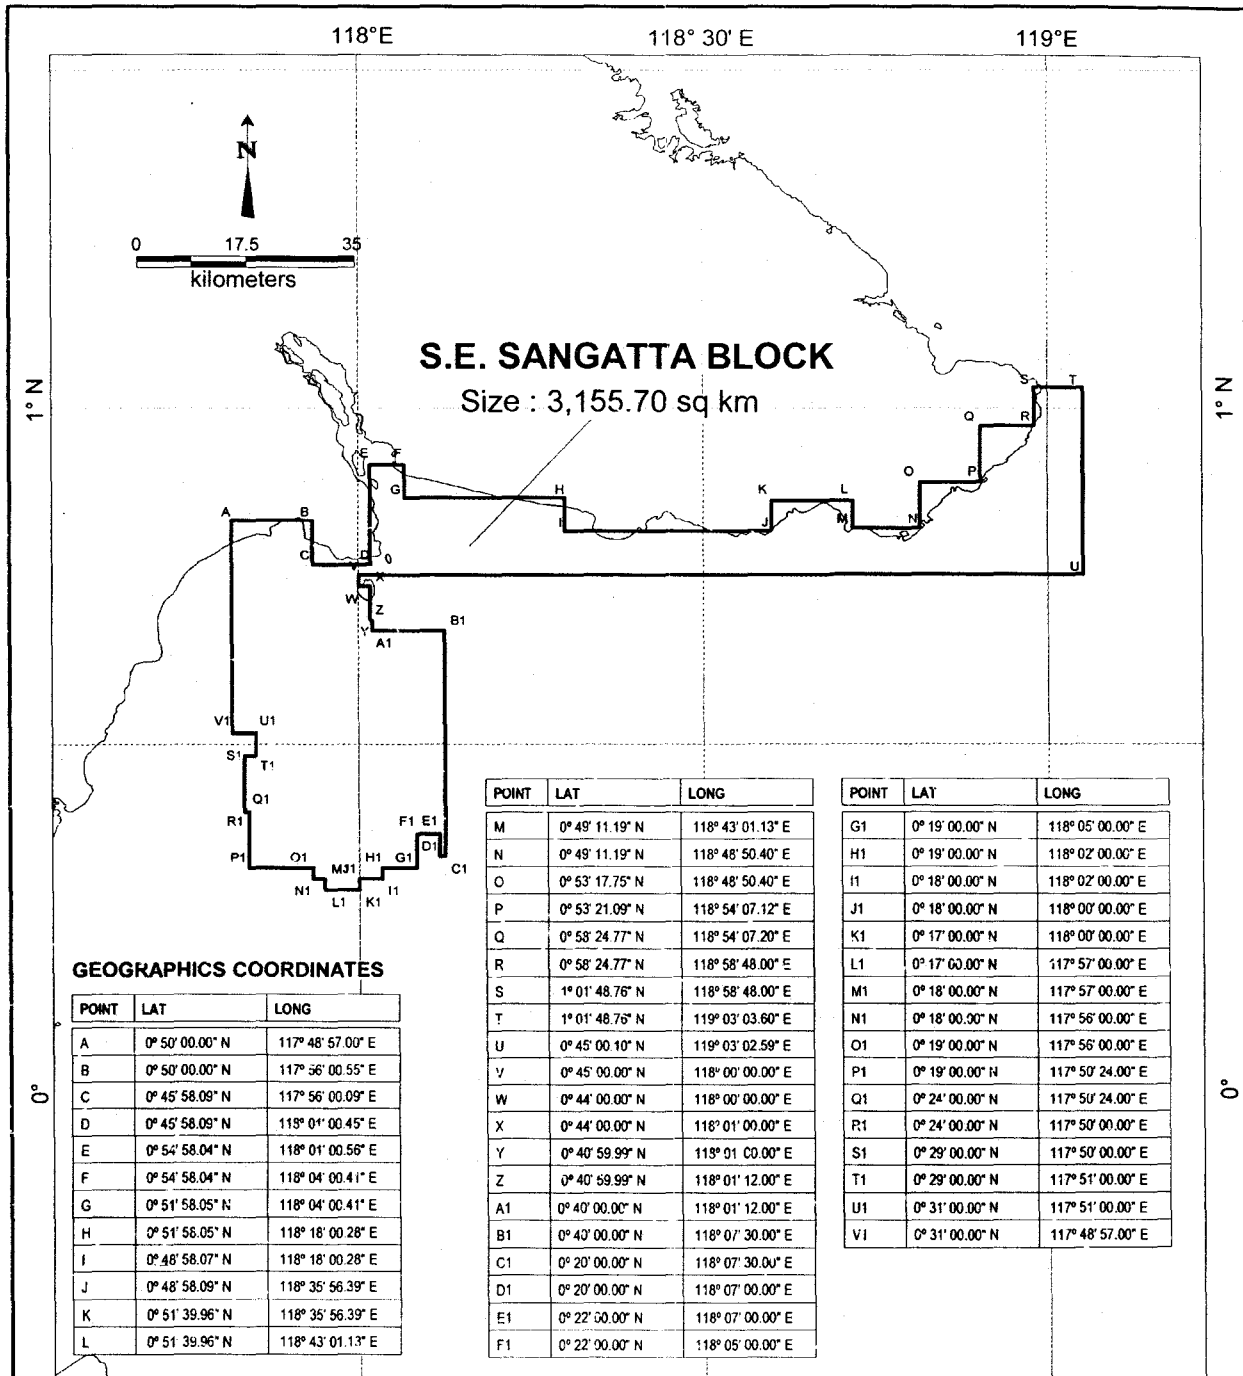 118°E 118° 30' E 119°E
N
0 17.5 35
kilometers
S.E. SANGATTA BLOCK
Size : 3,155.70 sq km
1° N 1° N
S T
Q R
E F
G H K L O P
A B I J M N
C D V X U
W Z
Y A1 B1
V1 U1
S1 T1
Q1
R1
F1 E1
D1
P1 O1 MJ1 H1 G1 C1
N1 I1
L1 K1
0° 0°
GEOGRAPHICS COORDINATES
POINT LAT LONG
A 0° 50' 00.00" N 117° 48' 57.00" E
B 0° 50' 00.00" N 117° 56' 00.55" E
C 0° 45' 58.09" N 117° 56' 00.09" E
D 0° 45' 58.09" N 118° 01' 00.45" E
E 0° 54' 58.04" N 118° 01' 00.56" E
F 0° 54' 58.04" N 118° 04' 00.41" E
G 0° 51' 58.05" N 118° 04' 00.41" E
H 0° 51' 58.05" N 118° 18' 00.28" E
I 0° 48' 58.07" N 118° 18' 00.28" E
J 0° 48' 58.09" N 118° 35' 56.39" E
K 0° 51' 39.96" N 118° 35' 56.39" E
L 0° 51' 39.96" N 118° 43' 01.13" E
POINT LAT LONG
M 0° 49' 11.19" N 118° 43' 01.13" E
N 0° 49' 11.19" N 118° 48' 50.40" E
O 0° 53' 17.75" N 118° 48' 50.40" E
P 0° 53' 21.09" N 118° 54' 07.12" E
Q 0° 58' 24.77" N 118° 54' 07.20" E
R 0° 58' 24.77" N 118° 58' 48.00" E
S 1° 01' 48.76" N 118° 58' 48.00" E
T 1° 01' 48.76" N 119° 03' 03.60" E
U 0° 45' 00.10" N 119° 03' 02.59" E
V 0° 45' 00.00" N 118° 00' 00.00" E
W 0° 44' 00.00" N 118° 00' 00.00" E
X 0° 44' 00.00" N 118° 01' 00.00" E
Y 0° 40' 59.99" N 118° 01' 00.00" E
Z 0° 40' 59.99" N 118° 01' 12.00" E
A1 0° 40' 00.00" N 118° 01' 12.00" E
B1 0° 40' 00.00" N 118° 07' 30.00" E
C1 0° 20' 00.00" N 118° 07' 30.00" E
D1 0° 20' 00.00" N 118° 07' 00.00" E
E1 0° 22' 00.00" N 118° 07' 00.00" E
F1 0° 22' 00.00" N 118° 05' 00.00" E
POINT LAT LONG
G1 0° 19' 00.00" N 118° 05' 00.00" E
H1 0° 19' 00.00" N 118° 02' 00.00" E
I1 0° 18' 00.00" N 118° 02' 00.00" E
J1 0° 18' 00.00" N 118° 00' 00.00" E
K1 0° 17' 00.00" N 118° 00' 00.00" E
L1 0° 17' 00.00" N 117° 57' 00.00" E
M1 0° 18' 00.00" N 117° 57' 00.00" E
N1 0° 18' 00.00" N 117° 56' 00.00" E
O1 0° 19' 00.00" N 117° 56' 00.00" E
P1 0° 19' 00.00" N 117° 50' 24.00" E
Q1 0° 24' 00.00" N 117° 50' 24.00" E
R1 0° 24' 00.00" N 117° 50' 00.00" E
S1 0° 29' 00.00" N 117° 50' 00.00" E
T1 0° 29' 00.00" N 117° 51' 00.00" E
U1 0° 31' 00.00" N 117° 51' 00.00" E
V1 0° 31' 00.00" N 117° 48' 57.00" E